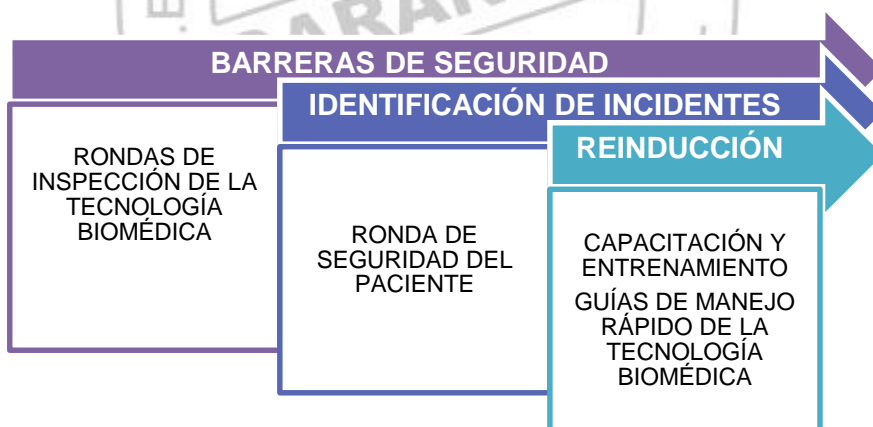 BARRERAS DE SEGURIDAD
IDENTIFICACIÓN DE INCIDENTES
REINDUCCIÓN
RONDAS DE
INSPECCIÓN DE LA
TECNOLOGÍA
BIOMÉDICA
RONDA DE
SEGURIDAD DEL
PACIENTE
CAPACITACIÓN Y
ENTRENAMIENTO
GUÍAS DE MANEJO
RÁPIDO DE LA
TECNOLOGÍA
BIOMÉDICA